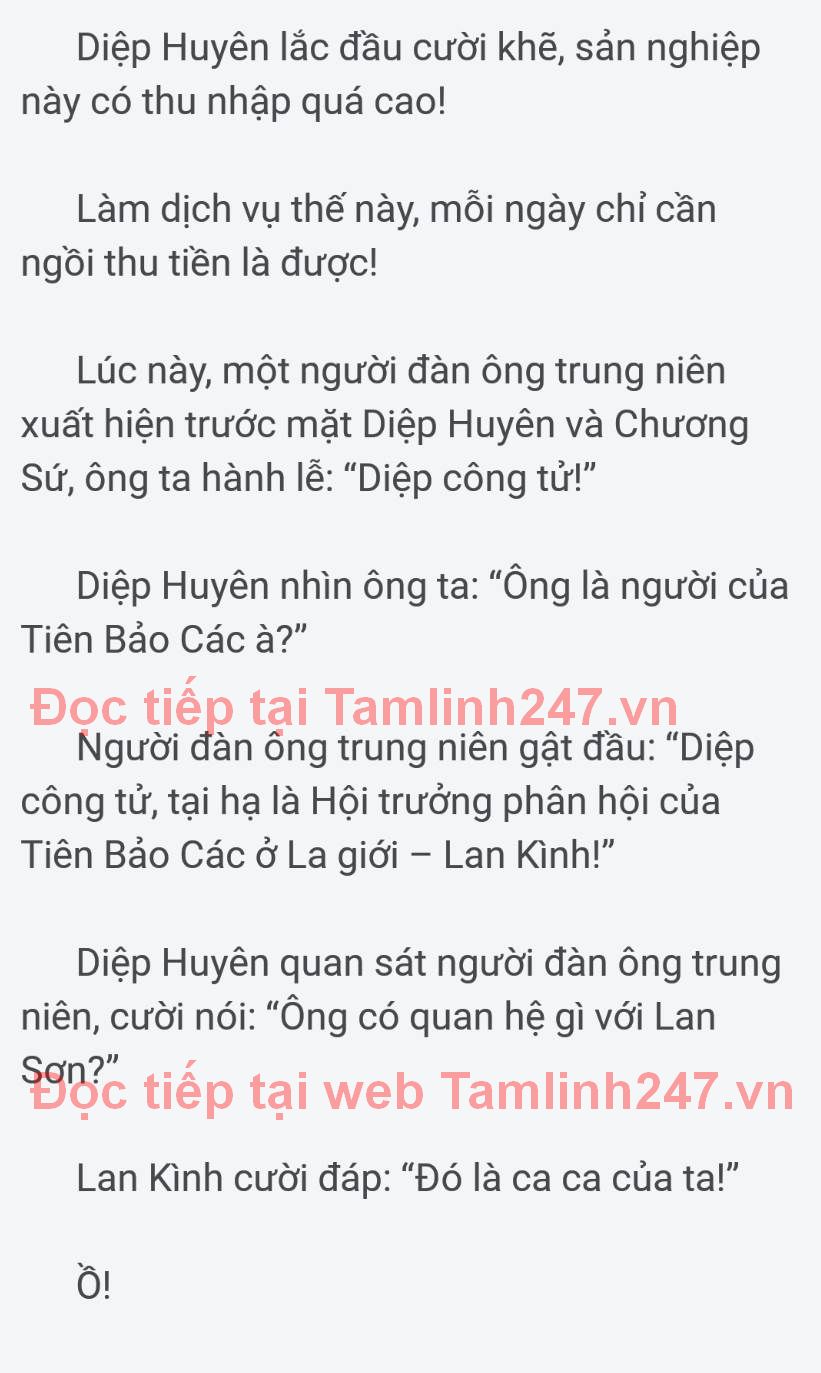 Diệp Huyên lắc đầu cười khẽ, sản nghiệp
này có thu nhập quá cao!
Làm dịch vụ thế này, mỗi ngày chỉ cần
ngồi thu tiền là được!
Lúc này, một người đàn ông trung niên
xuất hiện trước mặt Diệp Huyên và Chương
Sứ, ông ta hành lễ: “Diệp công tử!”
Diệp Huyên nhìn ông ta: “Ông là người của
Tiên Bảo Các à?”
Đọc tiếp tại Tamlinh247.vn
Người đàn ông trung niên gật đầu: “Diệp
công tử, tại hạ là Hội trưởng phân hội của
Tiên Bảo Các ở La giới – Lan Kình!”
Diệp Huyên quan sát người đàn ông trung
niên, cười nói: “Ông có quan hệ gì với Lan
Sơn?”
Đọc tiếp tại web Tamlinh247.vn
Lan Kình cười đáp: “Đó là ca ca của ta!”
Ồ!